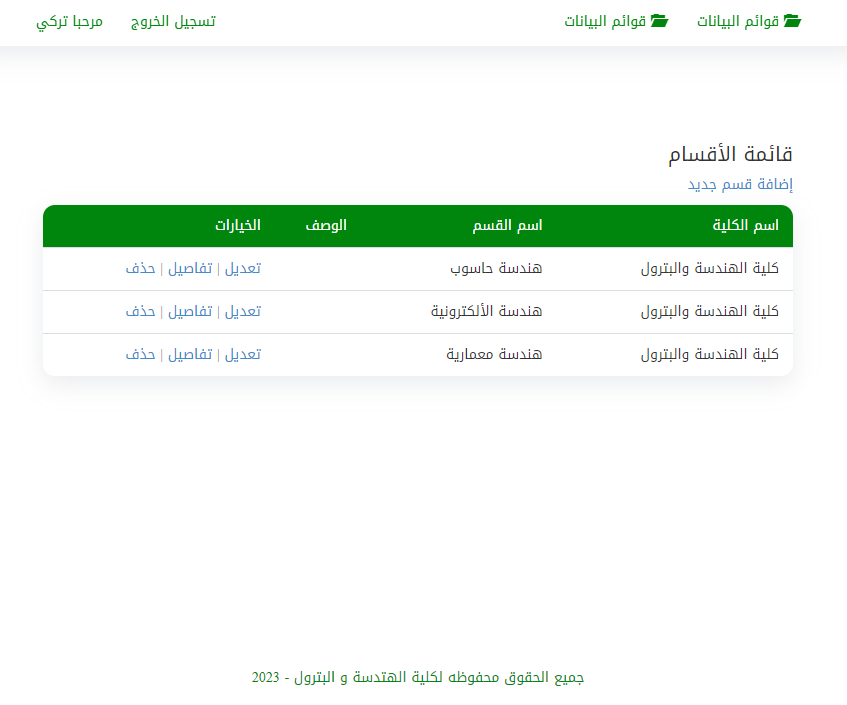 قوائم البيانات قوائم البيانات تسجيل الخروج مرحبا تركي
قائمة الأقسام
إضافة قسم جديد
اسم الكلية اسم القسم الوصف الخيارات
كلية الهندسة والبترول هندسة حاسوب تعديل | تفاصيل | حذف
كلية الهندسة والبترول هندسة الألكترونية تعديل | تفاصيل | حذف
كلية الهندسة والبترول هندسة معمارية تعديل | تفاصيل | حذف
جميع الحقوق محفوظه لكلية الهتدسة و البترول - 2023